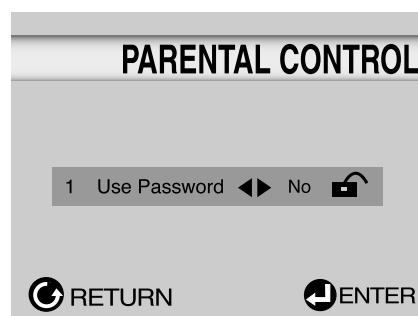 PARENTAL CONTROL
1 Use Password ◀▶ No
RETURN ENTER